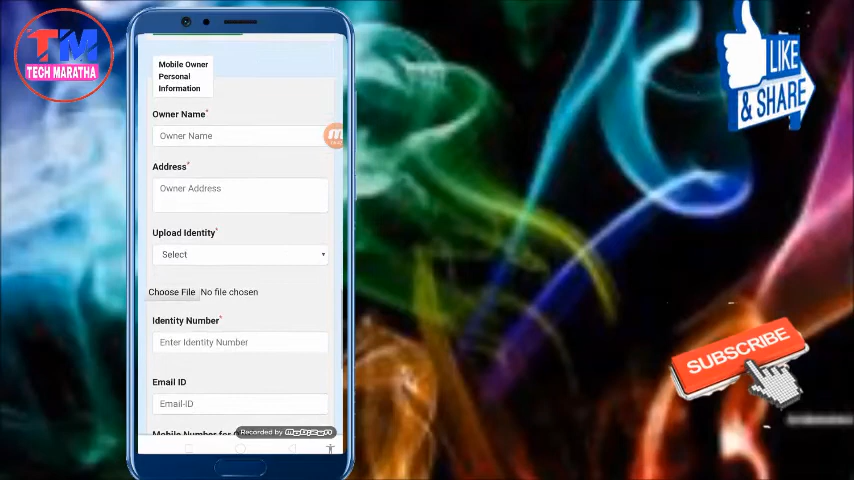 TM
TECH MARATHA
Mobile Owner
Personal
Information
Owner Name*
Owner Name
Address*
Owner Address
Upload Identity*
Select
Choose File No file chosen
Identity Number*
Enter Identity Number
Email ID
Email-ID
Recorded by MOBIZEN
LIKE
& SHARE
SUBSCRIBE